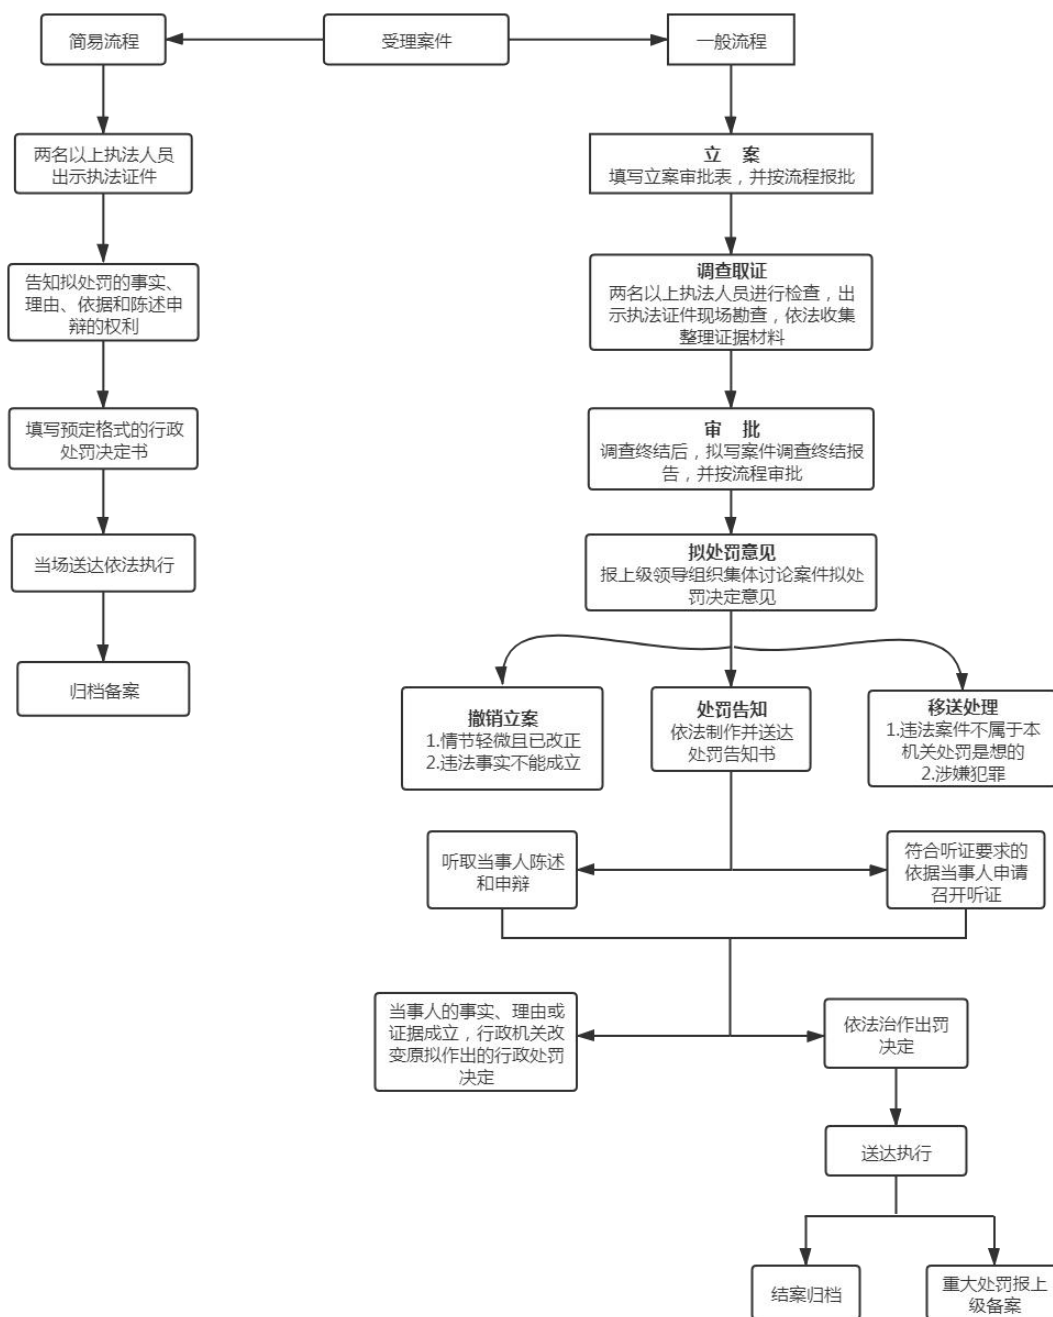 简易流程
受理案件
一般流程
两名以上执法人员
出示执法证件
立 案
填写立案审批表，并按流程报批
告知拟处罚的事实、
理由、依据和陈述申
辩的权利
调查取证
两名以上执法人员进行检查，出
示执法证件现场勘查，依法收集
整理证据材料
填写预定格式的行政
处罚决定书
审 批
调查终结后，拟写案件调查终结报
告，并按流程审批
当场送达依法执行
拟处罚意见
报上级领导组织集体讨论案件拟处
罚决定意见
归档备案
撤销立案
1.情节轻微且已改正
2.违法事实不能成立
处罚告知
依法制作并送达
处罚告知书
移送处理
1.违法案件不属于本
机关处罚是想的
2.涉嫌犯罪
听取当事人陈述
和申辩
符合听证要求的
依据当事人申请
召开听证
当事人的事实、理由或
证据成立，行政机关改
变原拟作出的行政处罚
决定
依法治作出罚
决定
送达执行
结案归档
重大处罚报上
级备案